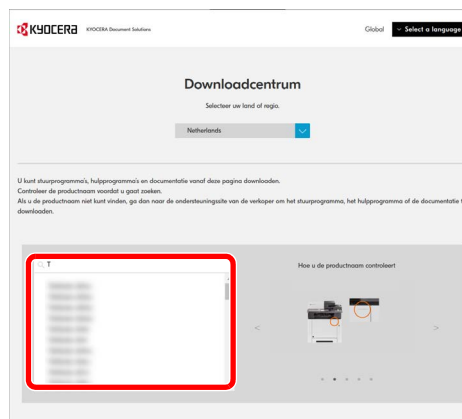 KYOCERA KYOCERA Document Solutions Global Select a language
Downloadcentrum
Selecteer uw land of regio.
Netherlands
U kunt stuurprogramma's, hulpprogramma's en documentatie vanaf deze pagina downloaden.
Controleer de productnaam voordat u gaat zoeken.
Als u de productnaam niet kunt vinden, ga dan naar de ondersteuningssite van de verkoper om het stuurprogramma, het hulpprogramma of de documentatie t
downloaden.
T
Hoe u de productnaam controleert